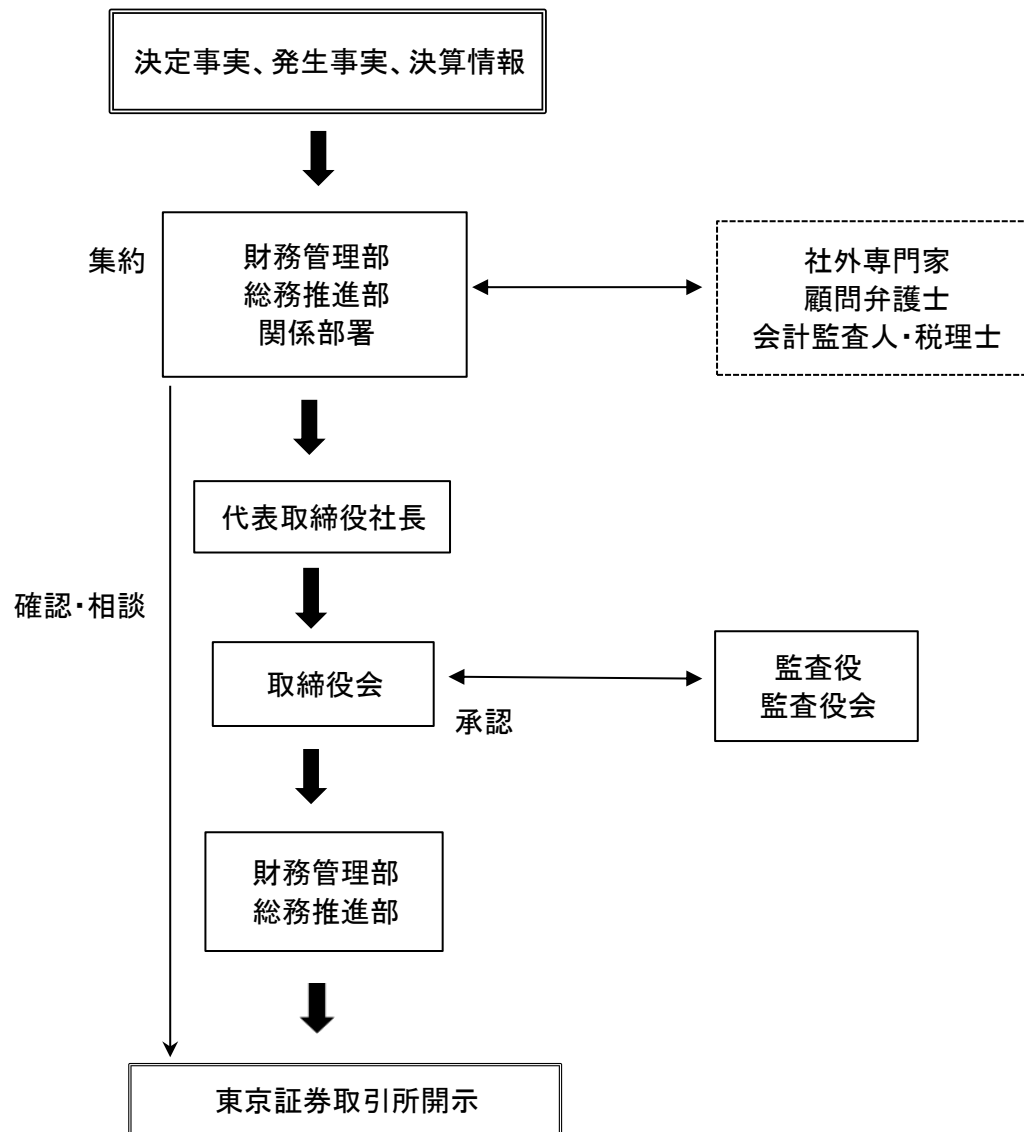 決定事実、発生事実、決算情報
集約
財務管理部
総務推進部
関係部署
社外専門家
顧問弁護士
会計監査人・税理士
代表取締役社長
確認・相談
取締役会
承認
監査役
監査役会
財務管理部
総務推進部
東京証券取引所開示